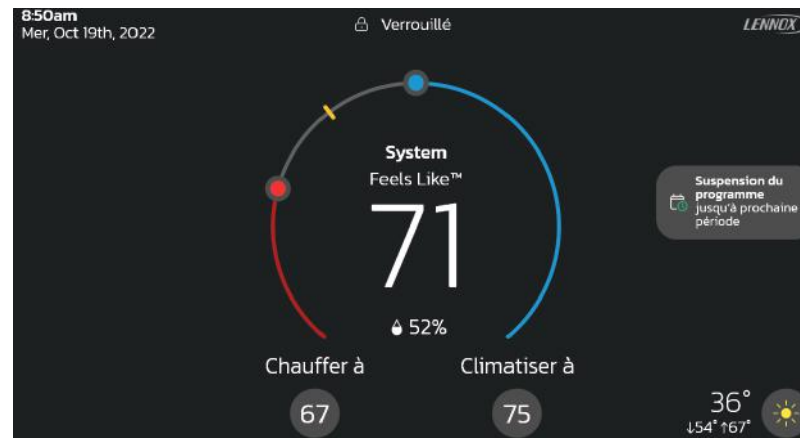 8:50am
Mer, Oct 19th, 2022
Verrouillé
LENNOX
System
Feels Like™
71
52%
Suspension du
programme
jusqu'à prochaine
période
Chauffer à
Climatiser à
67
75
36°
↓54° ↑67°